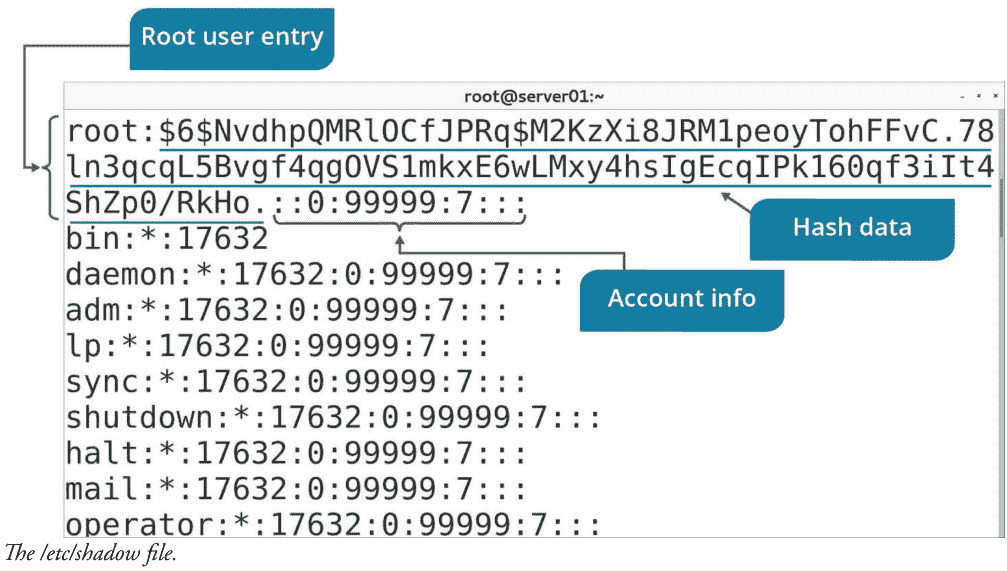 Root user entry
root@server01:~
root:$6$NvdhpQMRlOCfJPRq$M2KzXi8JRM1peoyTohFFvC.78
ln3qcqL5Bvgf4qgOVS1mkxE6wLMxy4hsIgEcqIPk160qf3iIt4
ShZp0/RkHo.::0:99999:7:::
Hash data
bin:*:17632
daemon:*:17632:0:99999:7:::
Account info
adm:*:17632:0:99999:7:::
lp:*:17632:0:99999:7:::
sync:*:17632:0:99999:7:::
shutdown:*:17632:0:99999:7:::
halt:*:17632:0:99999:7:::
mail:*:17632:0:99999:7:::
operator:*:17632:0:99999:7:::
The /etc/shadow file.